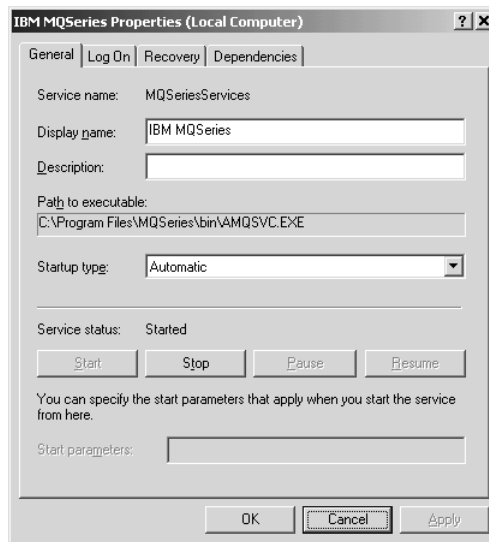 IBM MQSeries Properties (Local Computer)
General Log On Recovery Dependencies
Service name: MQSeriesServices
Display name: IBM MQSeries
Description:
Path to executable:
C:\Program Files\MQSeries\bin\AMQSVC.EXE
Startup type: Automatic
Service status: Started
Start Stop Pause Resume
You can specify the start parameters that apply when you start the service
from here.
Start parameters:
OK Cancel Apply